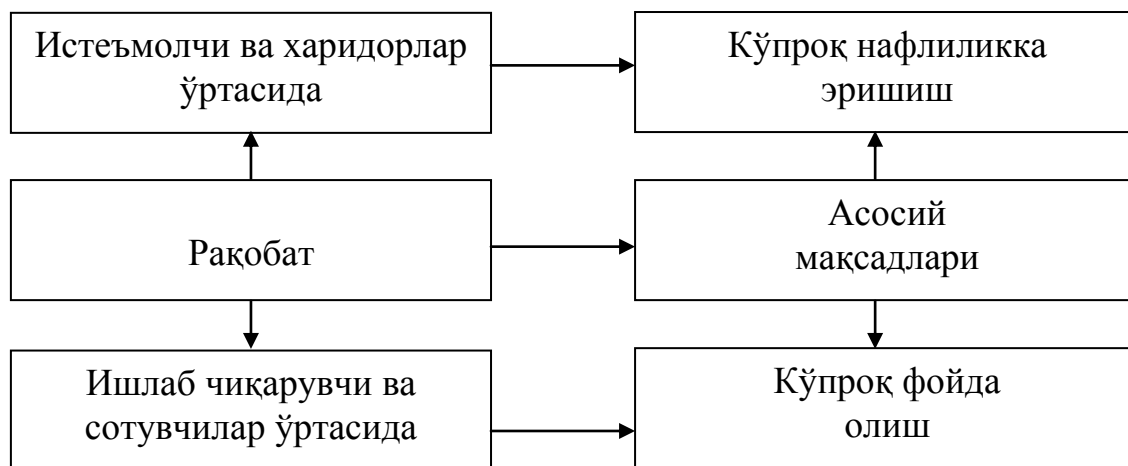 Истеъмолчи ва харидорлар
ўртасида
Кўпроқ нафлиликка
эришиш
Рақобат
Асосий
мақсадлари
Ишлаб чиқарувчи ва
сотувчилар ўртасида
Кўпроқ фойда
олиш